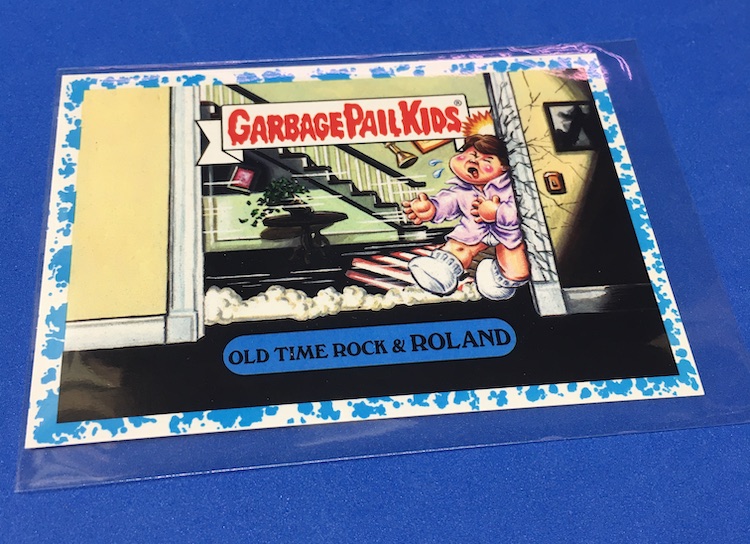 GARBAGE PAIL KIDS®
OLD TIME ROCK & ROLAND